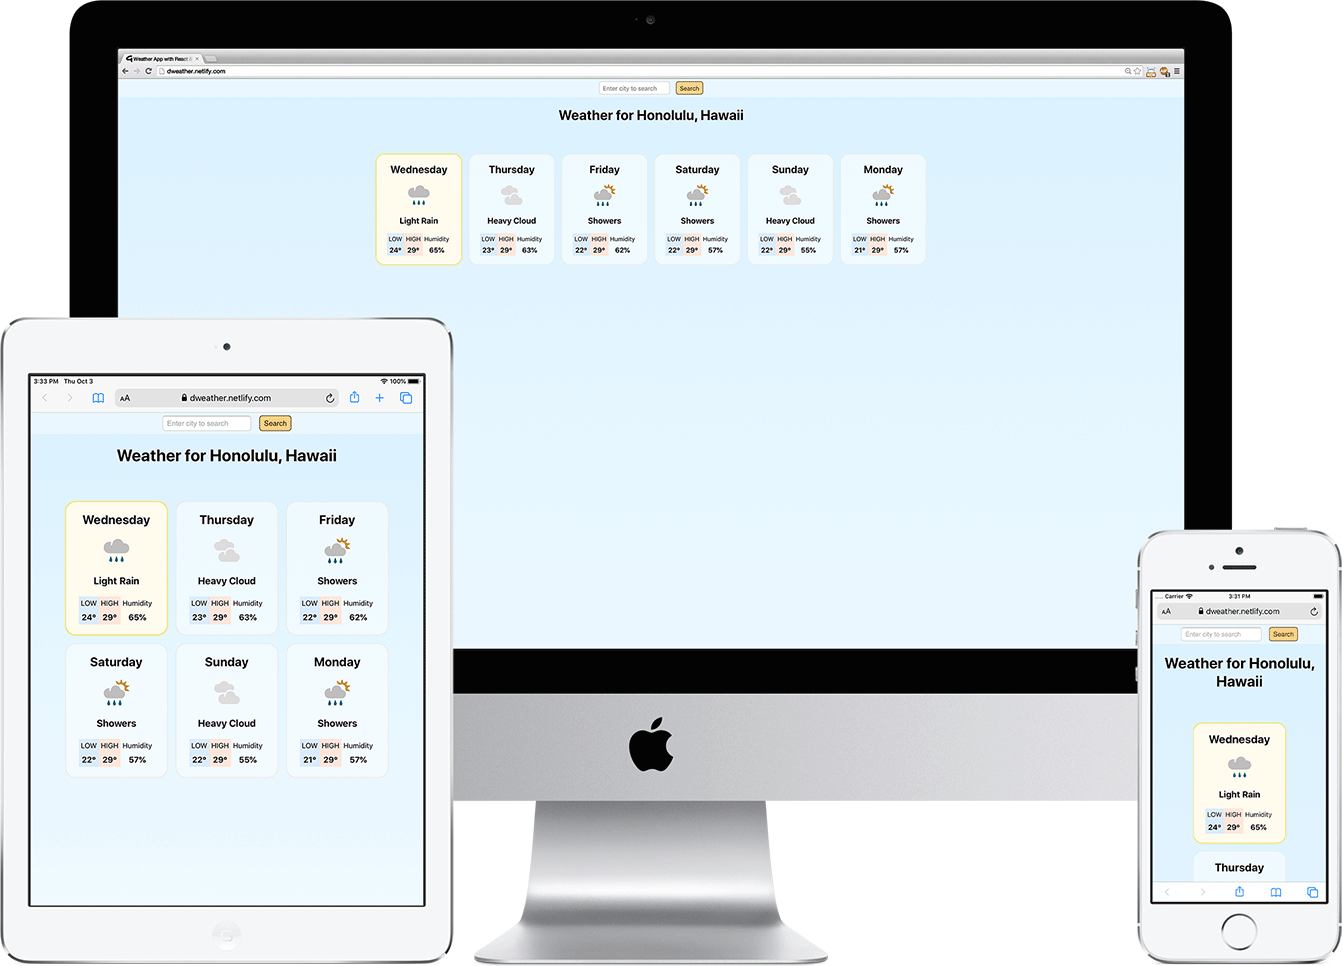 Weather App with React &
dweather.netlify.com
Enter city to search
Search
Weather for Honolulu, Hawaii
Wednesday
Light Rain
LOW HIGH Humidity
24° 29° 65%
Thursday
Heavy Cloud
LOW HIGH Humidity
23° 29° 63%
Friday
Showers
LOW HIGH Humidity
22° 29° 62%
Saturday
Showers
LOW HIGH Humidity
22° 29° 57%
Sunday
Heavy Cloud
LOW HIGH Humidity
22° 29° 55%
Monday
Showers
LOW HIGH Humidity
21° 29° 57%
3:33 PM Thu Oct 3
100%
AA
dweather.netlify.com
Enter city to search
Search
Weather for Honolulu, Hawaii
Wednesday
Light Rain
LOW HIGH Humidity
24° 29° 65%
Thursday
Heavy Cloud
LOW HIGH Humidity
23° 29° 63%
Friday
Showers
LOW HIGH Humidity
22° 29° 62%
Saturday
Showers
LOW HIGH Humidity
22° 29° 57%
Sunday
Heavy Cloud
LOW HIGH Humidity
22° 29° 55%
Monday
Showers
LOW HIGH Humidity
21° 29° 57%
Carrier
3:31 PM
AA
dweather.netlify.com
Enter city to search
Search
Weather for Honolulu,
Hawaii
Wednesday
Light Rain
LOW HIGH Humidity
24° 29° 65%
Thursday